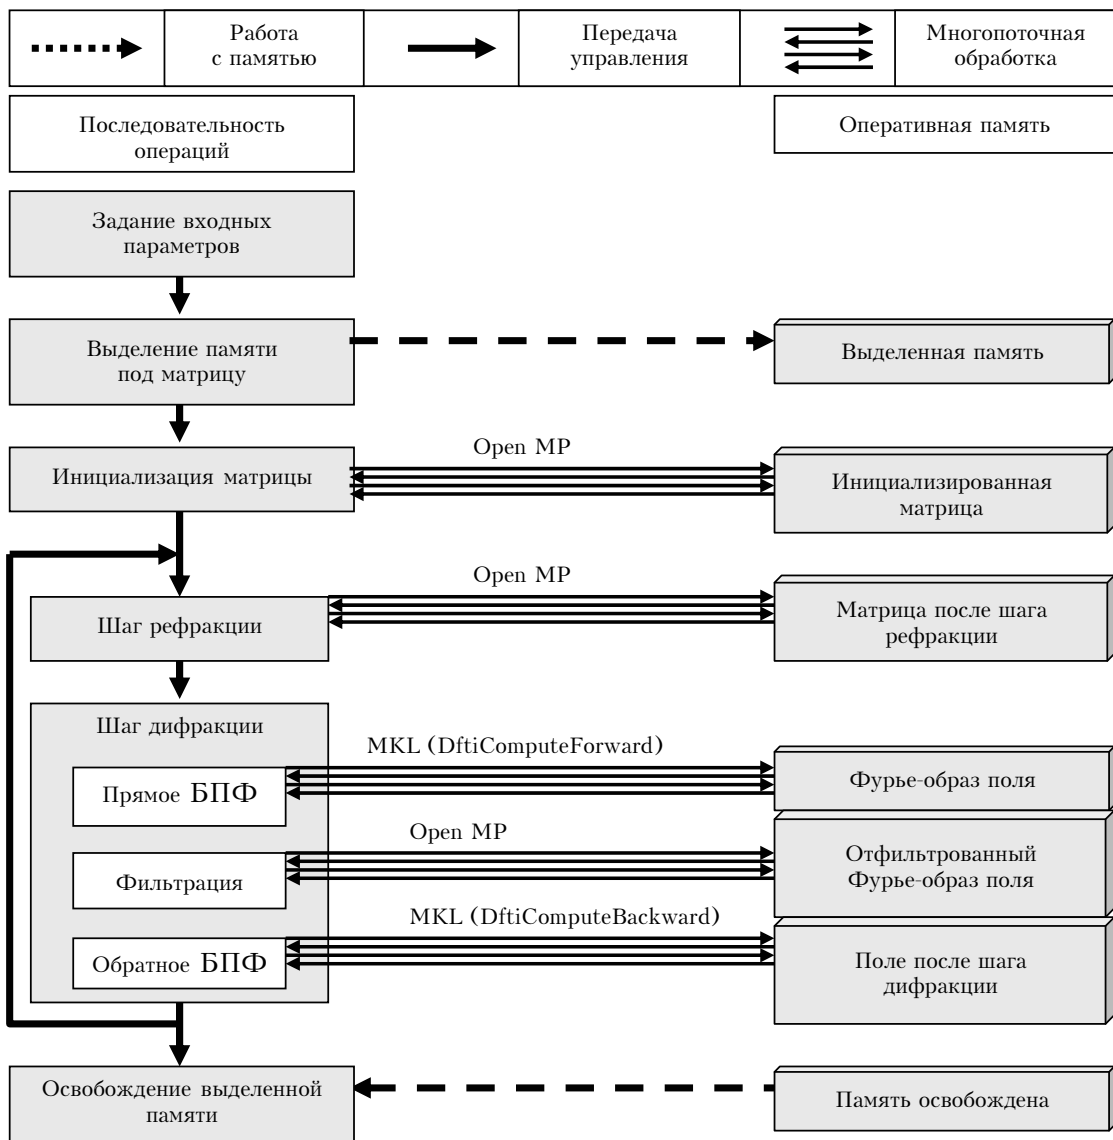 Работа
с памятью
Передача
управления
Многопоточная
обработка
Последовательность
операций
Оперативная память
Задание входных
параметров
Выделение памяти
под матрицу
Выделенная память
Инициализация матрицы
Open MP
Инициализированная
матрица
Шаг рефракции
Open MP
Матрица после шага
рефракции
Шаг дифракции
MKL (DftiComputeForward)
Прямое БПФ
Фурье-образ поля
Open MP
Фильтрация
Отфильтрованный
Фурье-образ поля
MKL (DftiComputeBackward)
Обратное БПФ
Поле после шага
дифракции
Освобождение выделенной
памяти
Память освобождена